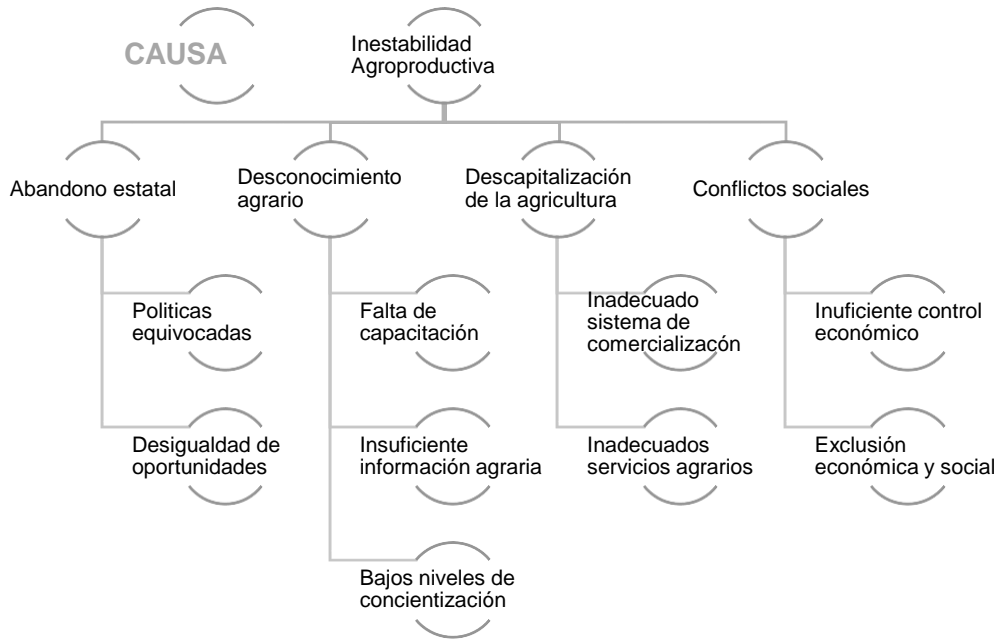 CAUSA
Inestabilidad
Agroproductiva
Abandono estatal
Desconocimiento
agrario
Descapitalización
de la agricultura
Conflictos sociales
Politicas
equivocadas
Desigualdad de
oportunidades
Falta de
capacitación
Insuficiente
información agraria
Bajos niveles de
concientización
Inadecuado
sistema de
comercializacón
Inadecuados
servicios agrarios
Inuficiente control
económico
Exclusión
económica y social